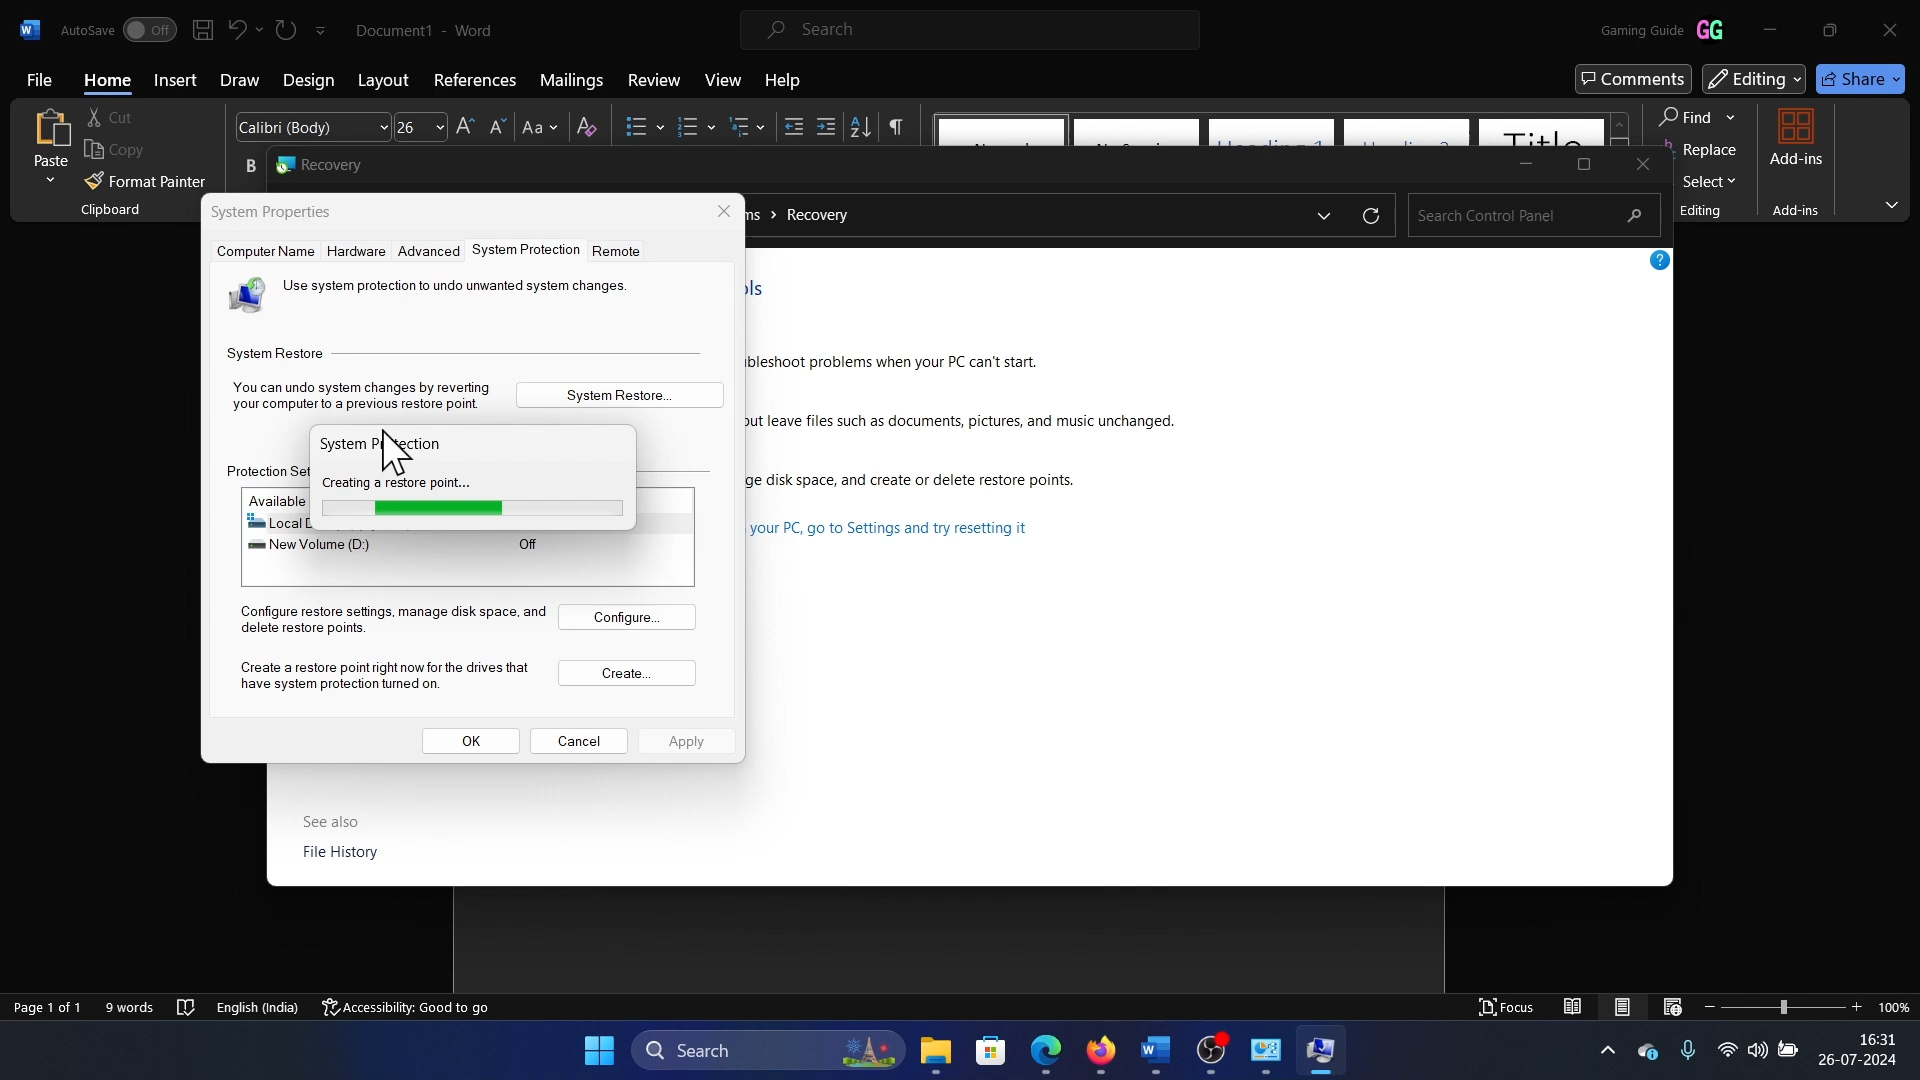 AutoSave Off Document1 - Word Search Gaming Guide GG
File Home Insert Draw Design Layout References Mailings Review View Help Comments Editing Share
Paste Cut Calibri (Body) 26 Aa Find
Copy Replace
Format Painter B Select
Clipboard Editing Add-ins Add-ins
Title
Recovery
Recovery Search Control Panel
System Properties
Computer Name Hardware Advanced System Protection Remote
Use system protection to undo unwanted system changes.
System Restore
You can undo system changes by reverting
your computer to a previous restore point.
System Restore...
System Protection
Creating a restore point...
Protection
Available
Local
New Volume (D:) Off
Configure restore settings, manage disk space, and
delete restore points.
Configure...
Create a restore point right now for the drives that
have system protection turned on.
Create...
OK Cancel Apply
problems when your PC can't start.
but leave files such as documents, pictures, and music unchanged.
disk space, and create or delete restore points.
your PC, go to Settings and try resetting it
See also
File History
Page 1 of 1 9 words English (India) Accessibility: Good to go Focus 100%
Search
16:31
26-07-2024